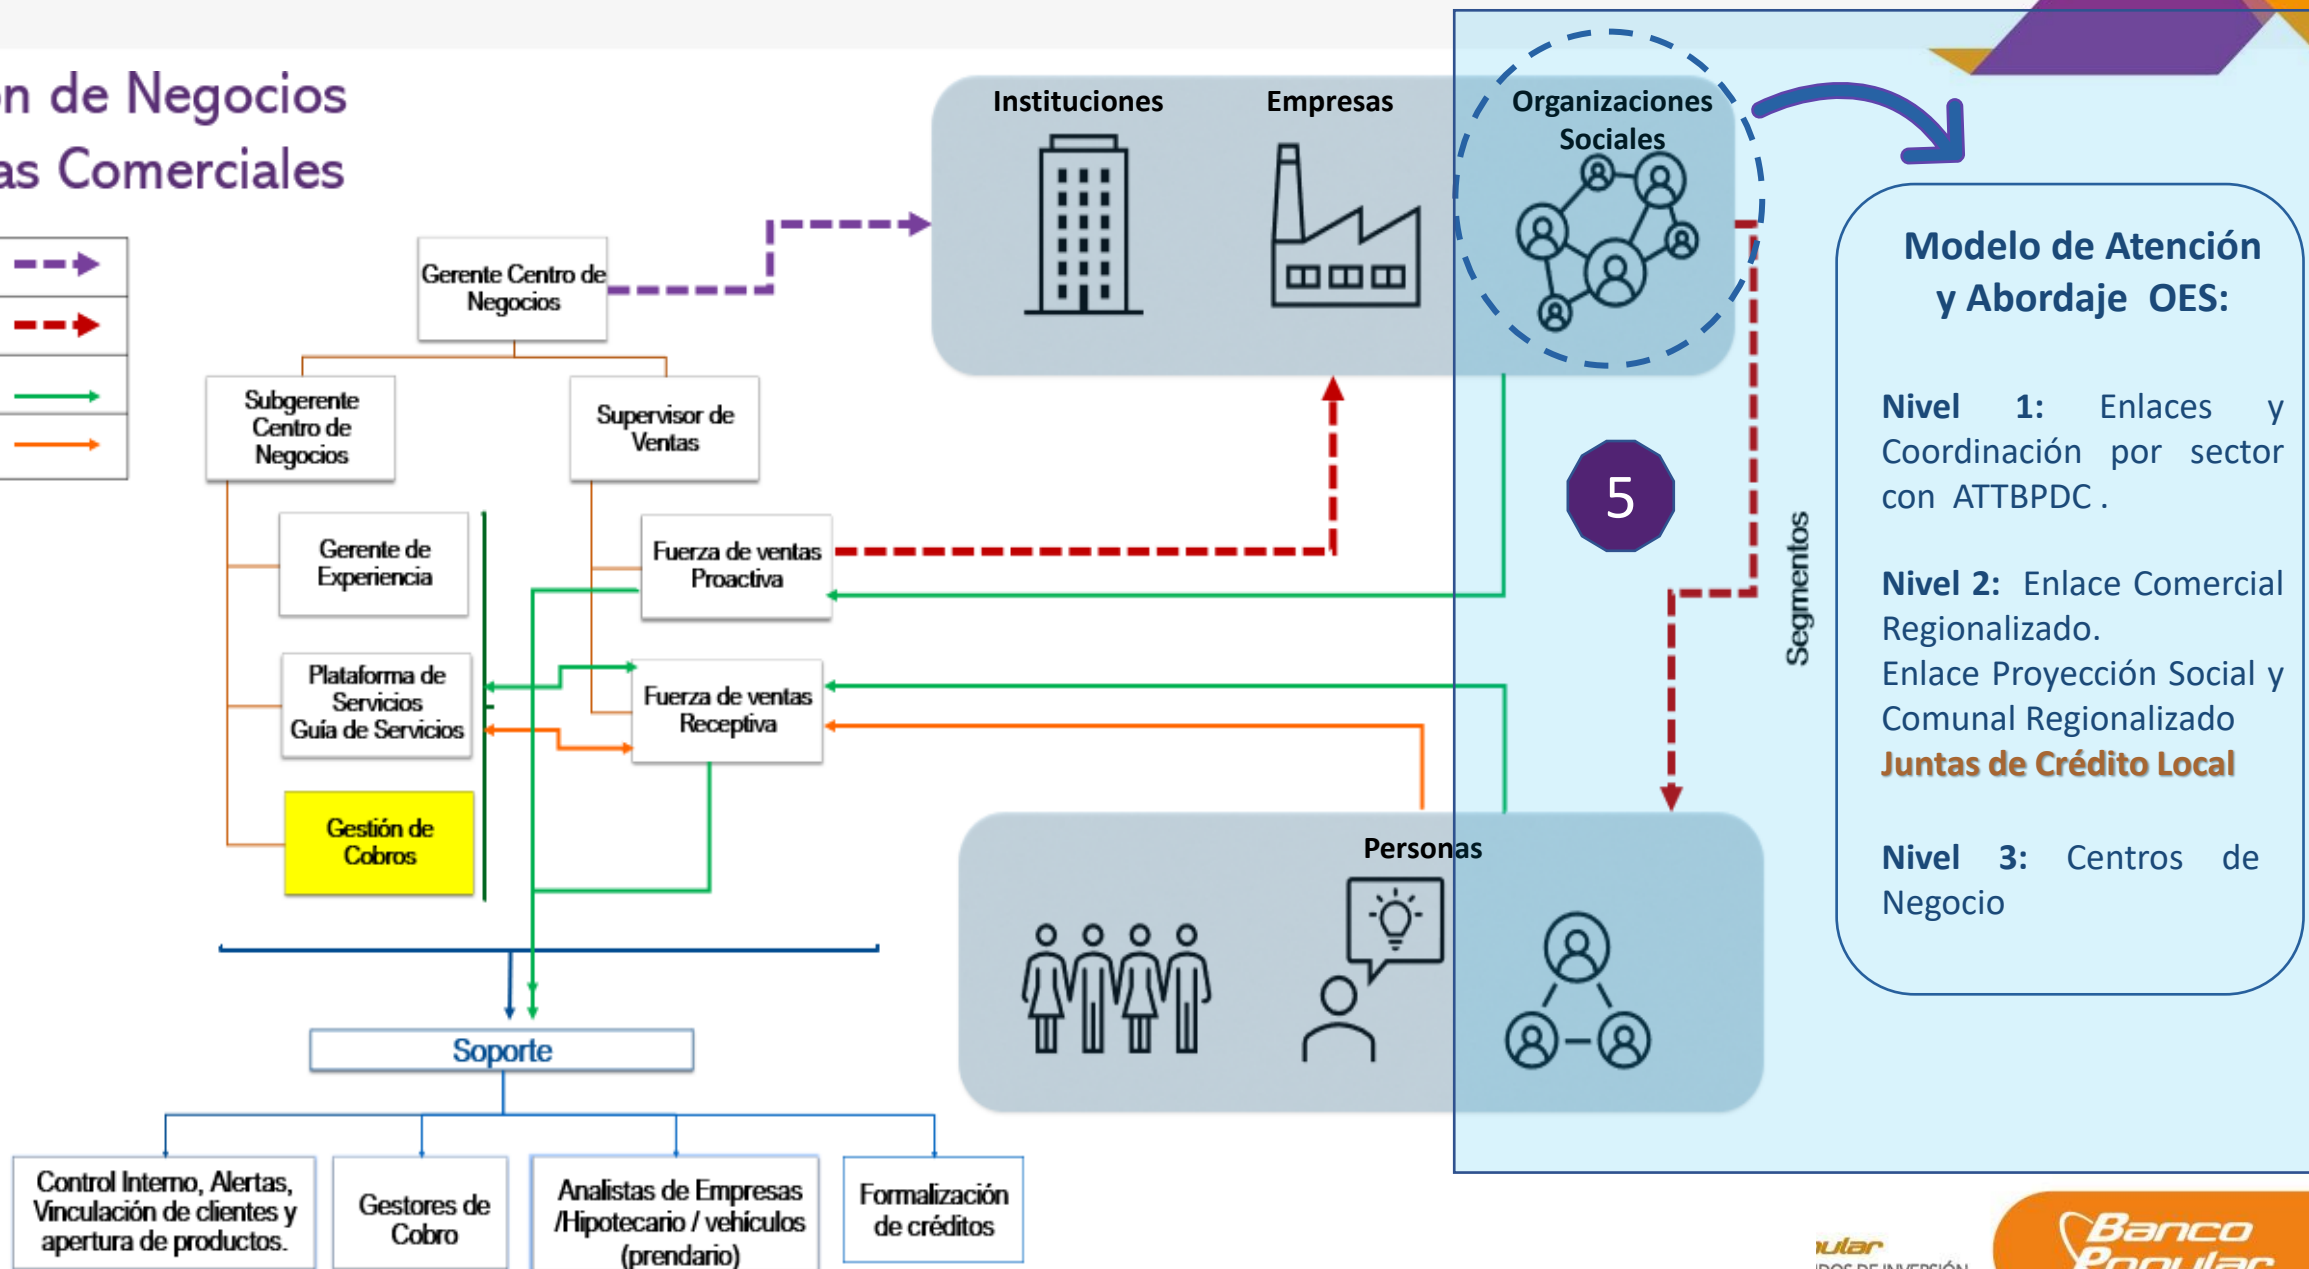 de Negocios
Comerciales
Instituciones
Empresas
Organizaciones
Sociales
Gerente Centro de
Negocios
Subgerente
Centro de
Negocios
Supervisor de
Ventas
Gerente de
Experiencia
Fuerza de ventas
Proactiva
Plataforma de
Servicios
Guía de Servicios
Fuerza de ventas
Receptiva
Gestión de
Cobros
5
Segmentos
Personas
Modelo de Atención
y Abordaje OES:
Nivel 1: Enlaces y
Coordinación por sector
con ATTBPDC .
Nivel 2: Enlace Comercial
Regionalizado.
Enlace Proyección Social y
Comunal Regionalizado
Juntas de Crédito Local
Nivel 3: Centros de
Negocio
Soporte
Control Interno, Alertas,
Vinculación de clientes y
apertura de productos.
Gestores de
Cobro
Analistas de Empresas
/Hipotecario / vehículos
(prendario)
Formalización
de créditos
DE INVERSIÓN
Banco
Popular